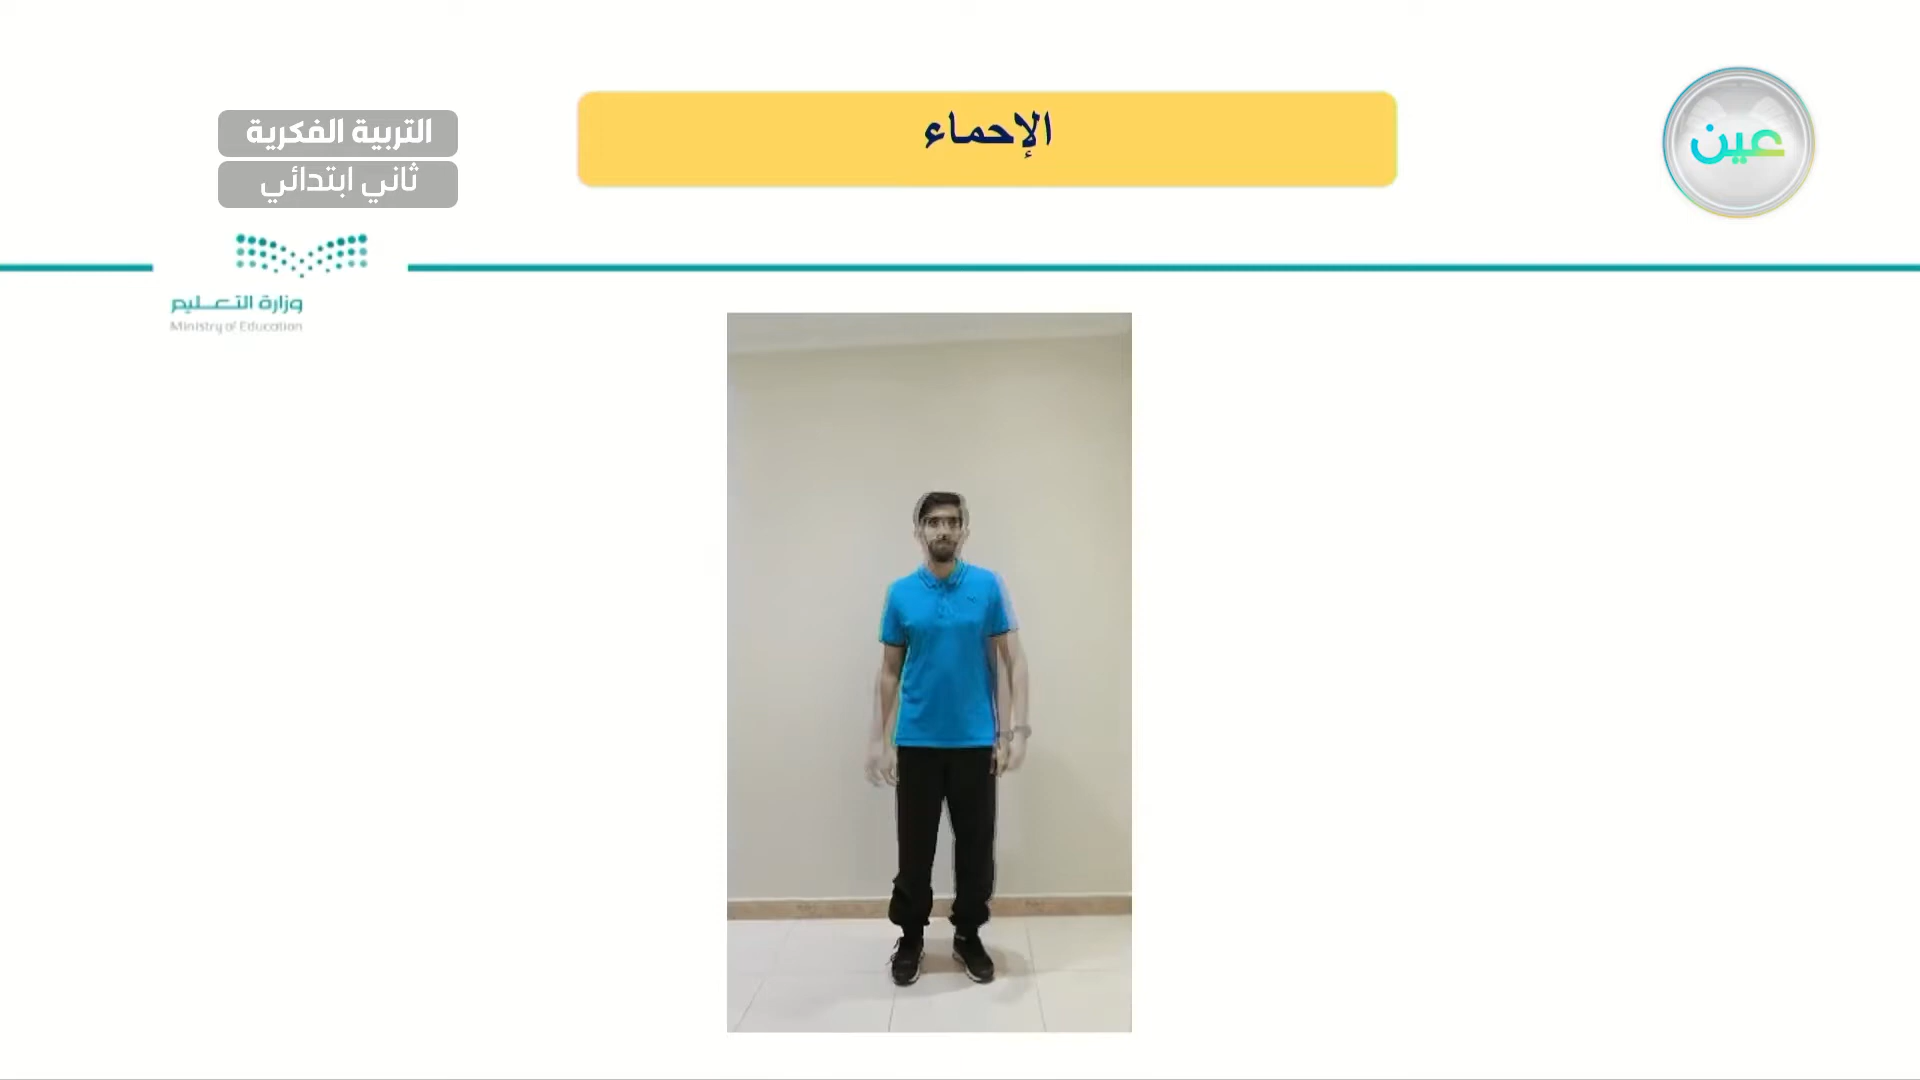 الإحماء
عين
التربية الفكرية
ثاني ابتدائي
وزارة التعليم
Ministry of Education